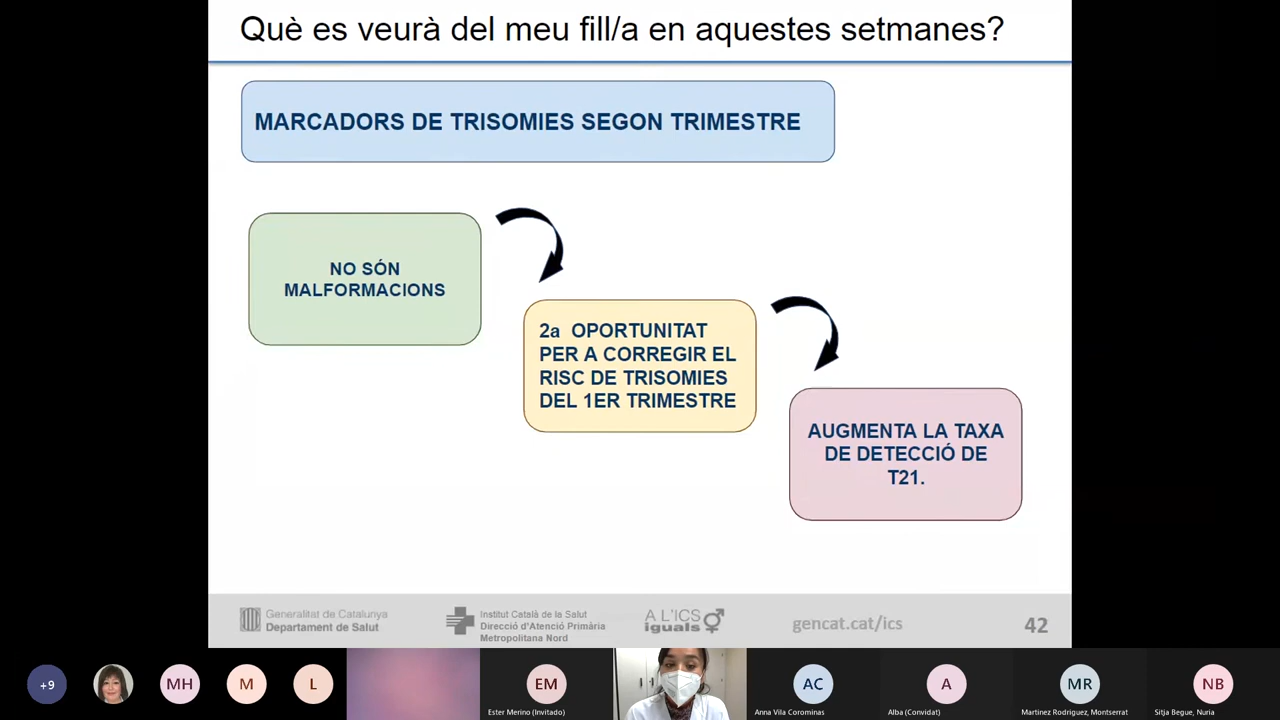 Què es veurà del meu fill/a en aquestes setmanes?
MARCADORS DE TRISOMIES SEGON TRIMESTRE
NO SÓN
MALFORMACIONS
2a OPORTUNITAT
PER A CORREGIR EL
RISC DE TRISOMIES
DEL 1ER TRIMESTRE
AUGMENTA LA TAXA
DE DETECCIÓ DE
T21.
Generalitat de Catalunya
Departament de Salut
Institut Català de la Salut
Direcció d'Atenció Primària
Metropolitana Nord
A L'ICS
iguals
gencat.cat/ics
42
+9
MH
M
L
EM
Ester Merino (Invitado)
AC
Anna Vila Corominas
A
Alba (Convidat)
MR
Martinez Rodriguez, Montserrat
NB
Sitja Begue, Nuria